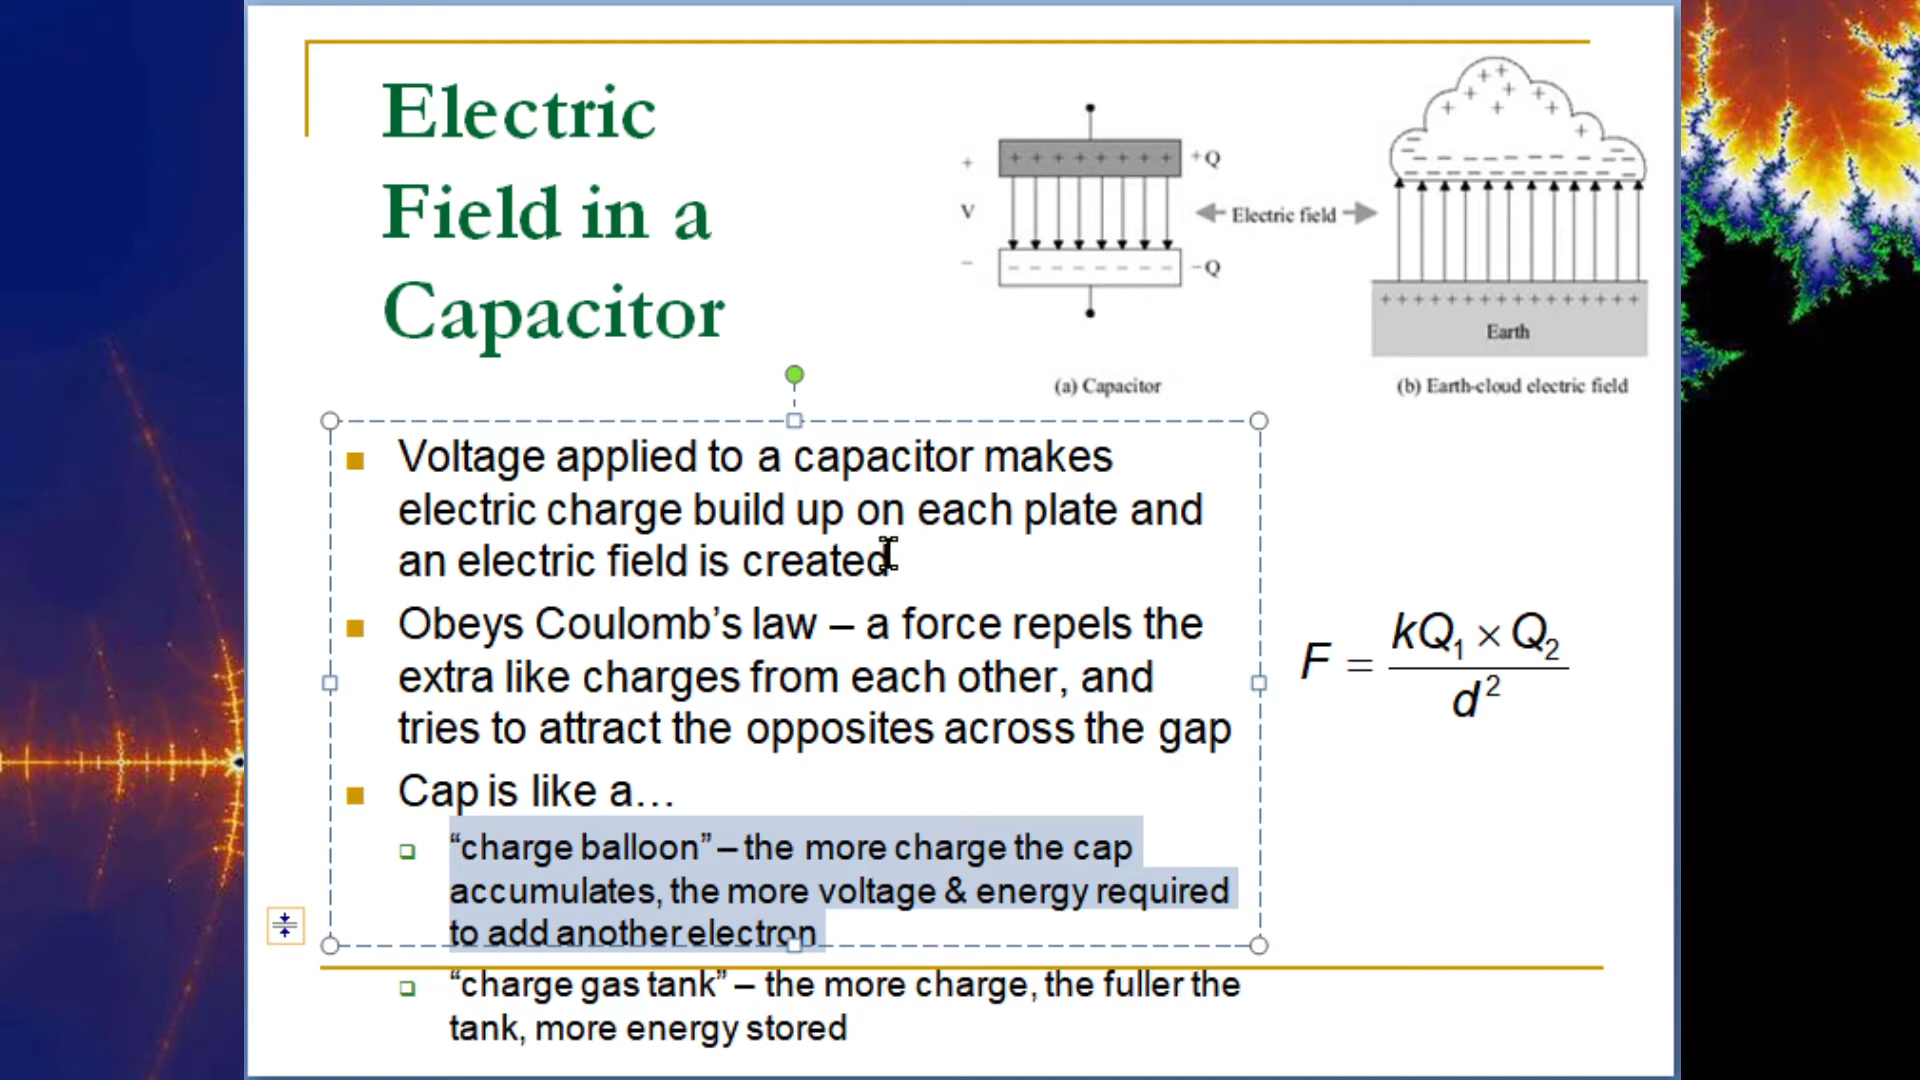 Electric
Field in a
Capacitor
+
V
−
+ + + + + + + +
+Q
− − − − − − − −
−Q
Electric field
Earth
(a) Capacitor
(b) Earth-cloud electric field
Voltage applied to a capacitor makes
electric charge build up on each plate and
an electric field is created
Obeys Coulomb’s law – a force repels the
extra like charges from each other, and
tries to attract the opposites across the gap
F = kQ₁ × Q₂ / d²
Cap is like a…
“charge balloon” – the more charge the cap
accumulates, the more voltage & energy required
to add another electron
“charge gas tank” – the more charge, the fuller the
tank, more energy stored